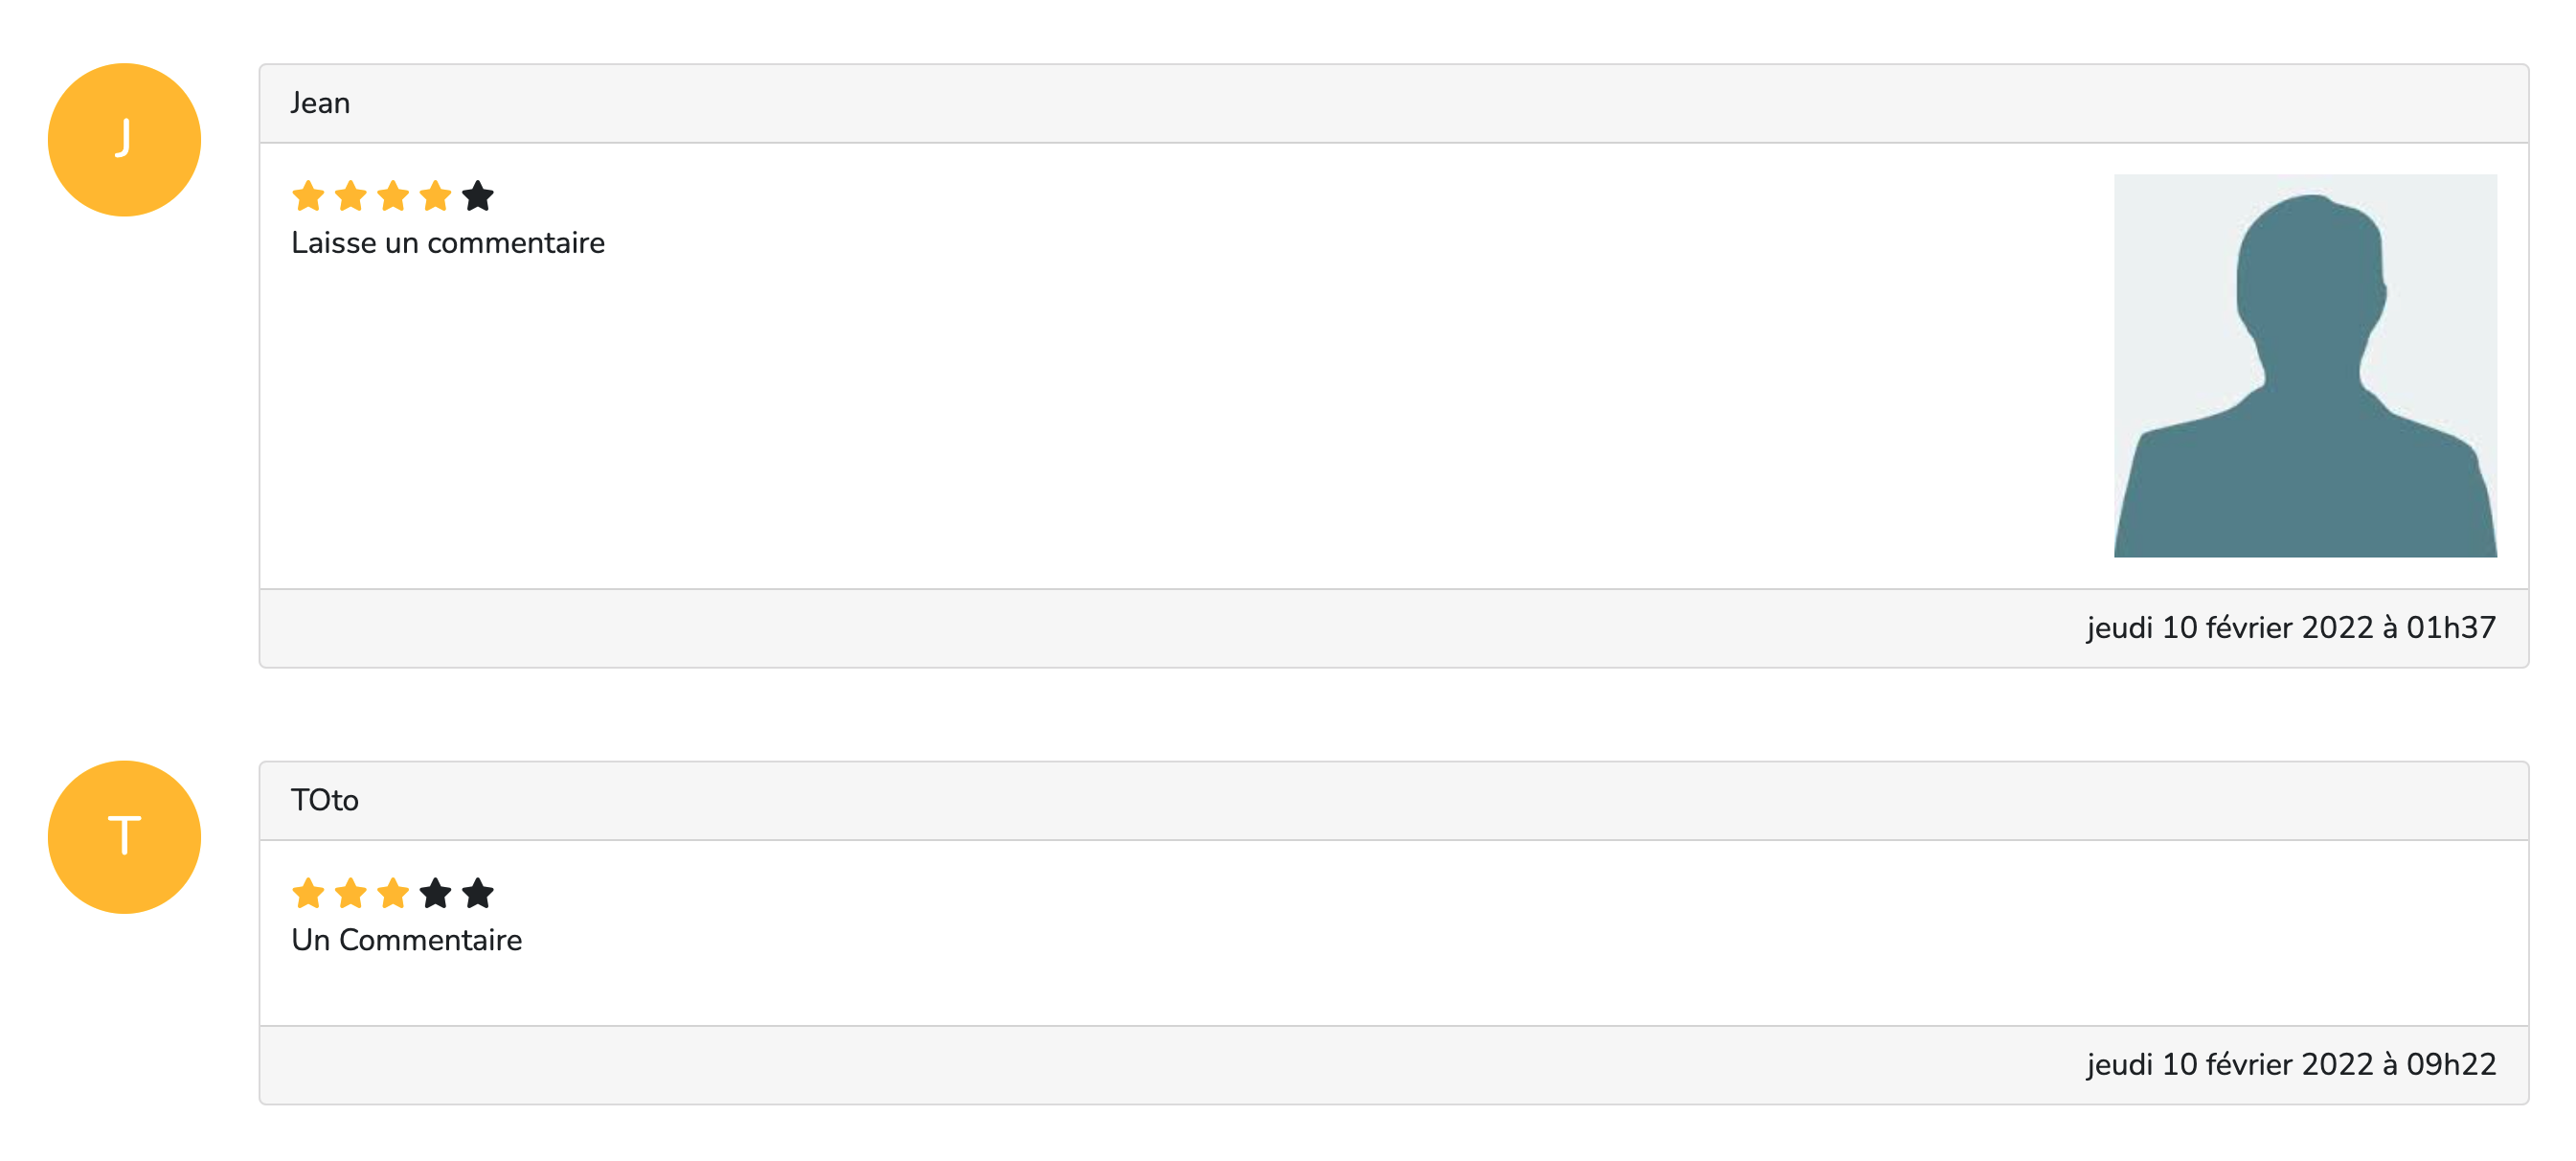 J
Jean
Laisse un commentaire
jeudi 10 février 2022 à 01h37
T
TOto
Un Commentaire
jeudi 10 février 2022 à 09h22